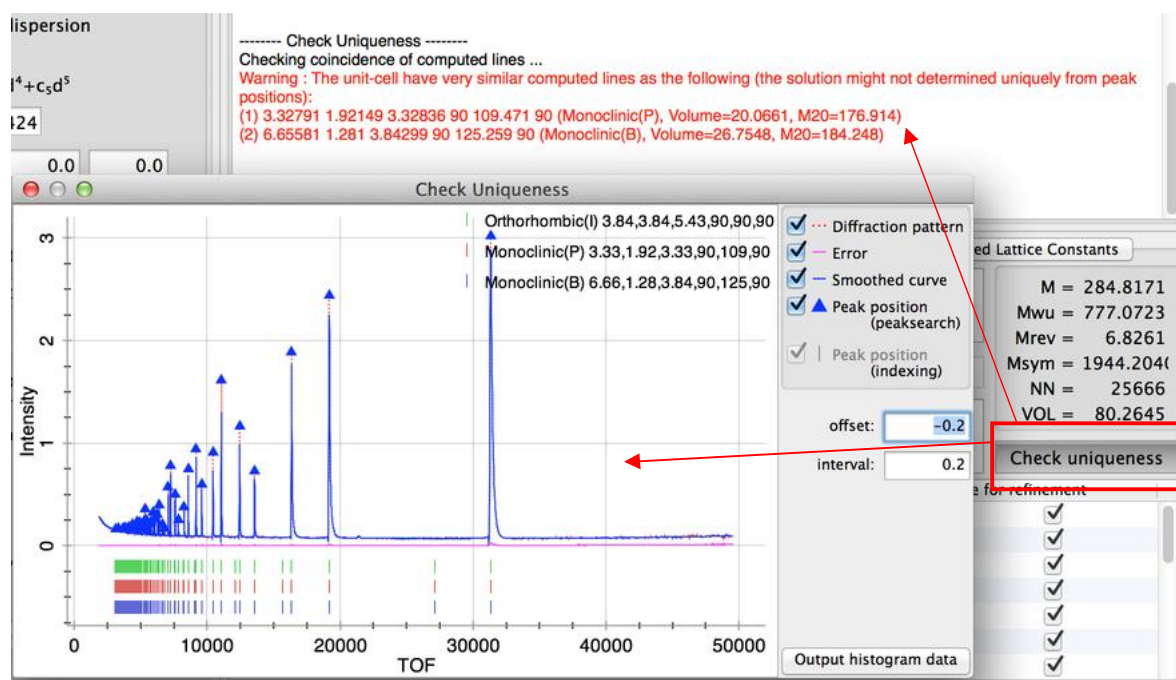 dispersion
d⁴+c₅d⁵
424
0.0 0.0
-------- Check Uniqueness --------
Checking coincidence of computed lines ...
Warning : The unit-cell have very similar computed lines as the following (the solution might not determined uniquely from peak
positions):
(1) 3.32791 1.92149 3.32836 90 109.471 90 (Monoclinic(P), Volume=20.0661, M20=176.914)
(2) 6.65581 1.281 3.84299 90 125.259 90 (Monoclinic(B), Volume=26.7548, M20=184.248)
Check Uniqueness
Orthorhombic(I) 3.84,3.84,5.43,90,90,90
Monoclinic(P) 3.33,1.92,3.33,90,109,90
Monoclinic(B) 6.66,1.28,3.84,90,125,90
3
2
1
0
Intensity
0 10000 20000 30000 40000 50000
TOF
Diffraction pattern
Error
Smoothed curve
Peak position
(peaksearch)
Peak position
(indexing)
offset: -0.2
interval: 0.2
Output histogram data
ed Lattice Constants
M = 284.8171
Mwu = 777.0723
Mrev = 6.8261
Msym = 1944.204(
NN = 25666
VOL = 80.2645
Check uniqueness
e for refinement